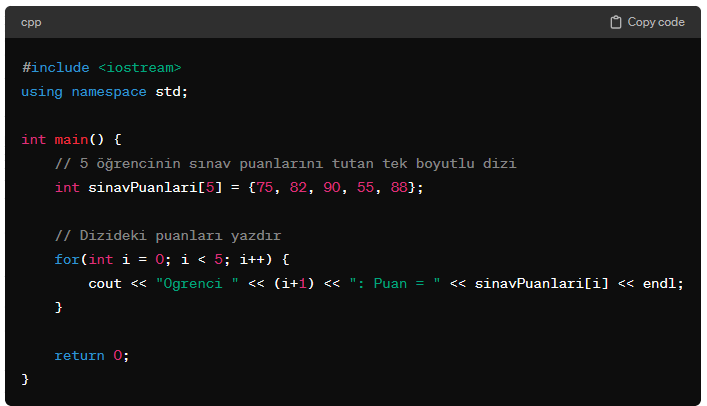 cpp
Copy code
#include <iostream>
using namespace std;
int main() {
// 5 öğrencinin sınav puanlarını tutan tek boyutlu dizi
int sinavPuanlari[5] = {75, 82, 90, 55, 88};
// Dizideki puanları yazdır
for(int i = 0; i < 5; i++) {
cout << "Ogrenci " << (i+1) << ": Puan = " << sinavPuanlari[i] << endl;
}
return 0;
}